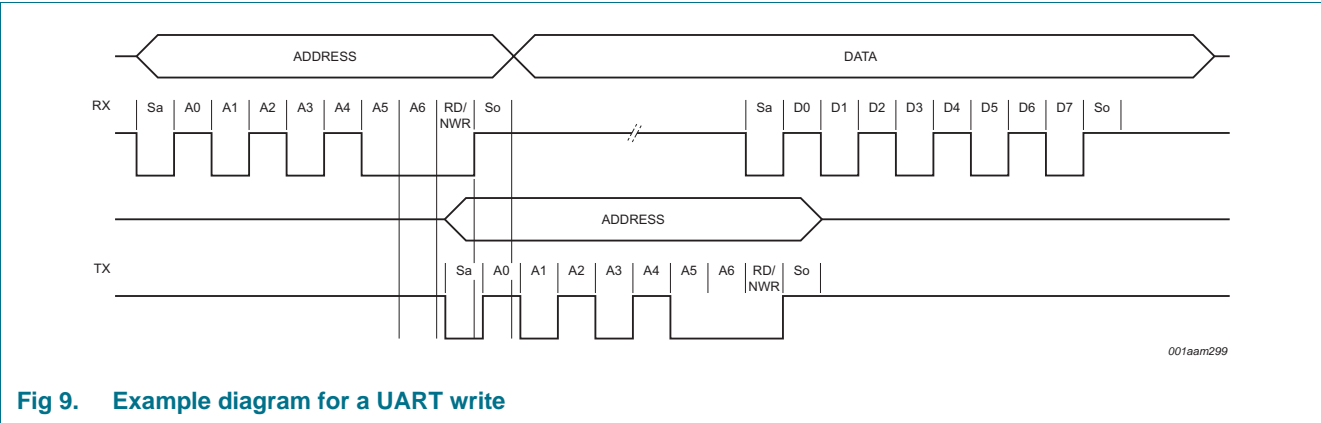 ADDRESS DATA
RX Sa A0 A1 A2 A3 A4 A5 A6 RD/ So Sa D0 D1 D2 D3 D4 D5 D6 D7 So
NWR
ADDRESS
TX Sa A0 A1 A2 A3 A4 A5 A6 RD/ So
NWR
001aam299
Fig 9. Example diagram for a UART write